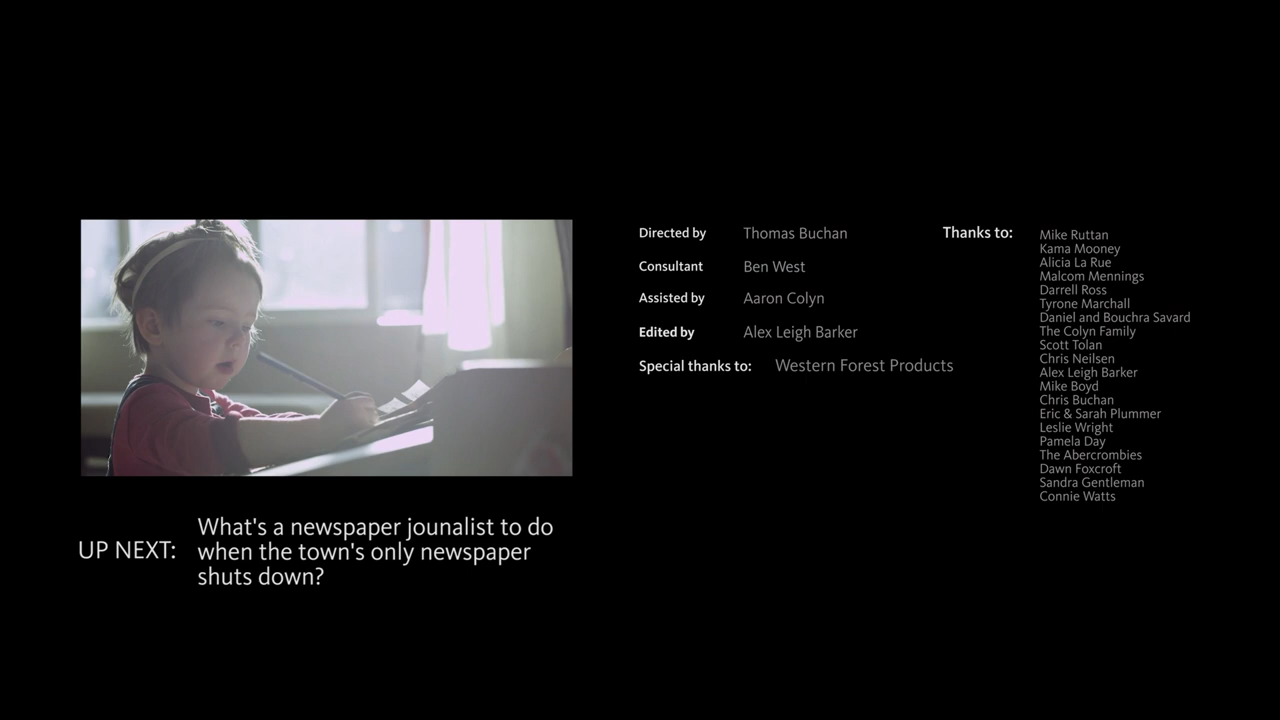 Directed by Thomas Buchan
Consultant Ben West
Assisted by Aaron Colyn
Edited by Alex Leigh Barker
Special thanks to: Western Forest Products
Thanks to:
Mike Ruttan
Kama Mooney
Alicia La Rue
Malcom Mennings
Darrell Ross
Tyrone Marchall
Daniel and Bouchra Savard
The Colyn Family
Scott Tolan
Chris Neilsen
Alex Leigh Barker
Mike Boyd
Chris Buchan
Eric & Sarah Plummer
Leslie Wright
Pamela Day
The Abercrombies
Dawn Foxcroft
Sandra Gentleman
Connie Watts
UP NEXT:
What's a newspaper jounalist to do
when the town's only newspaper
shuts down?